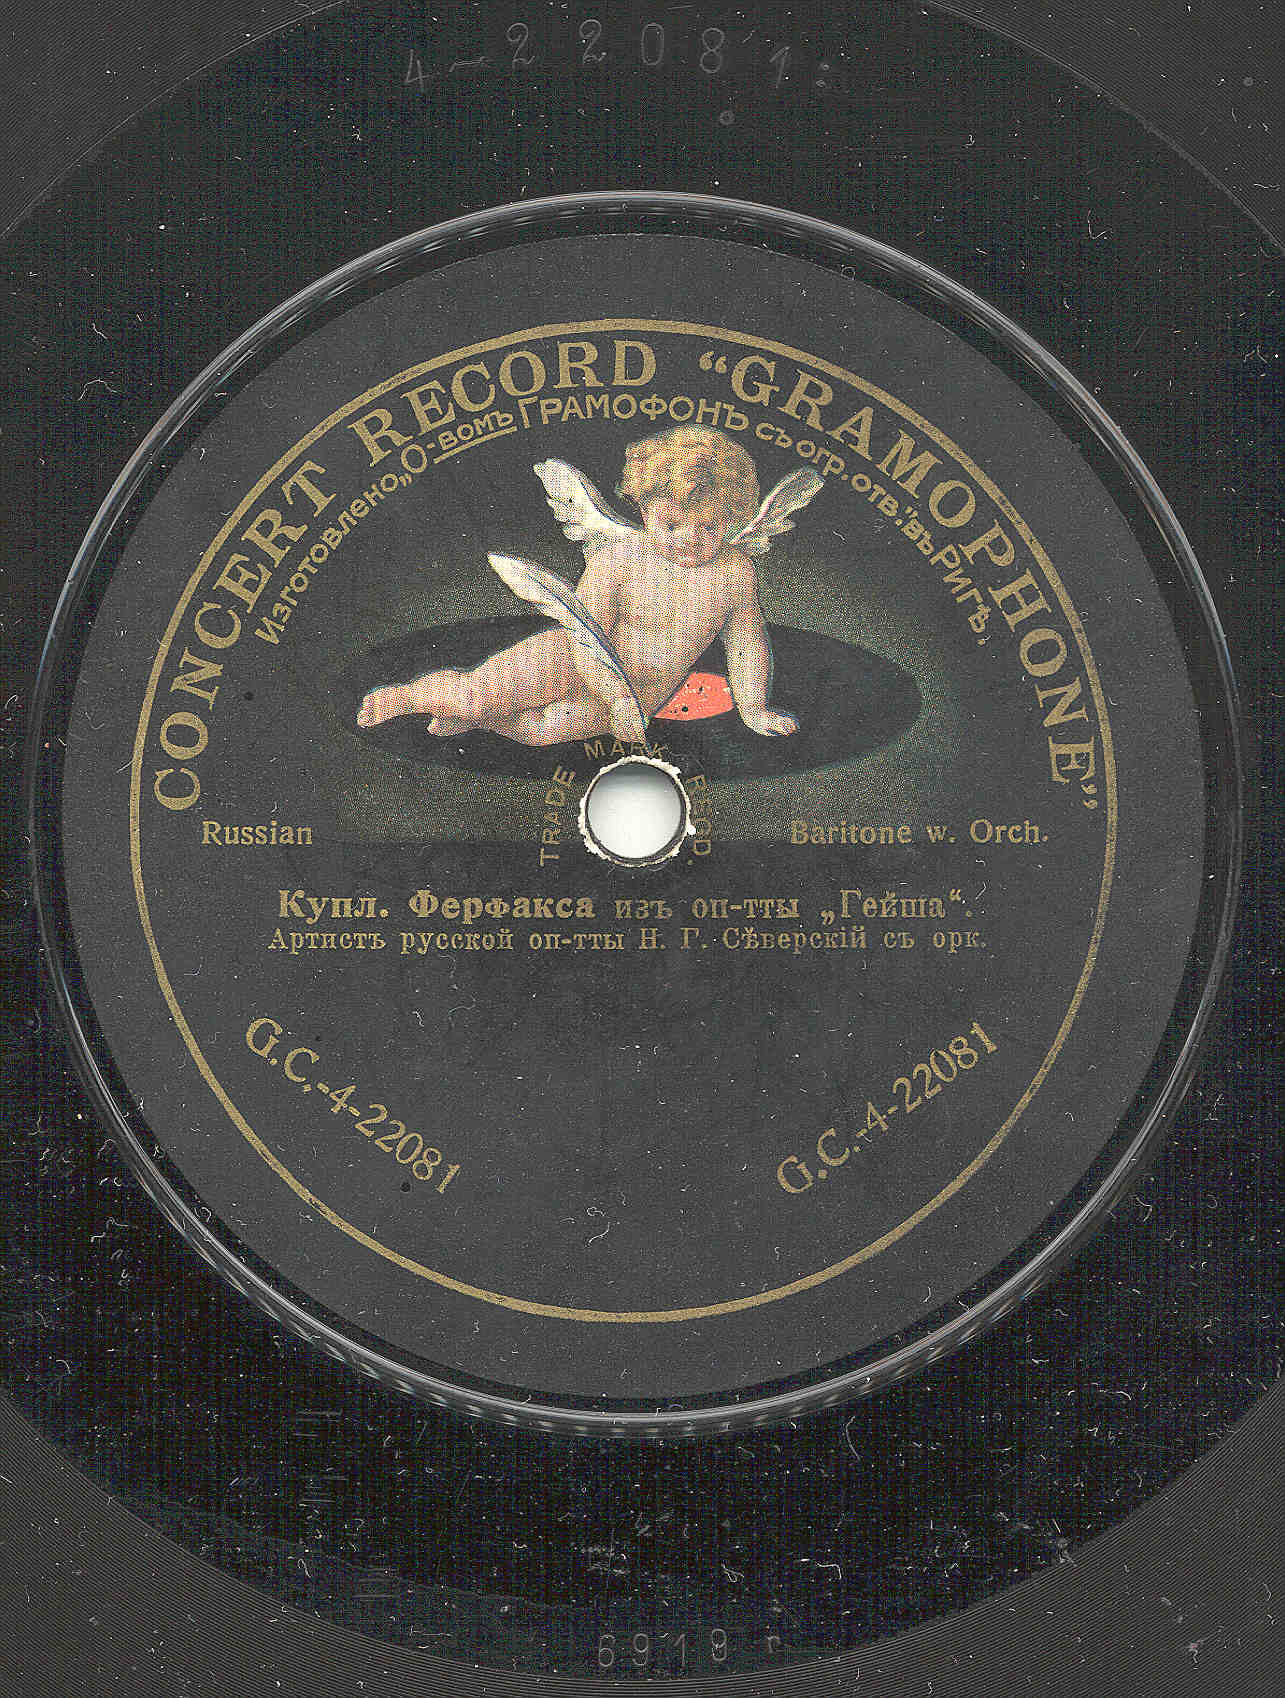 4-22081
CONCERT RECORD “GRAMOPHONE”
Изготовлено „О-вомъ ГРАМОФОНЪ съ огр. отв.” въ Ригѣ,
TRADE MARK REGD.
Russian
Baritone w. Orch.
Купл. Ферфакса изъ оп-тты „Гейша“.
Артистъ русской оп-тты Н. Г. Сѣверскій съ орк.
G.C.-4-22081
G.C.-4-22081
6919 r